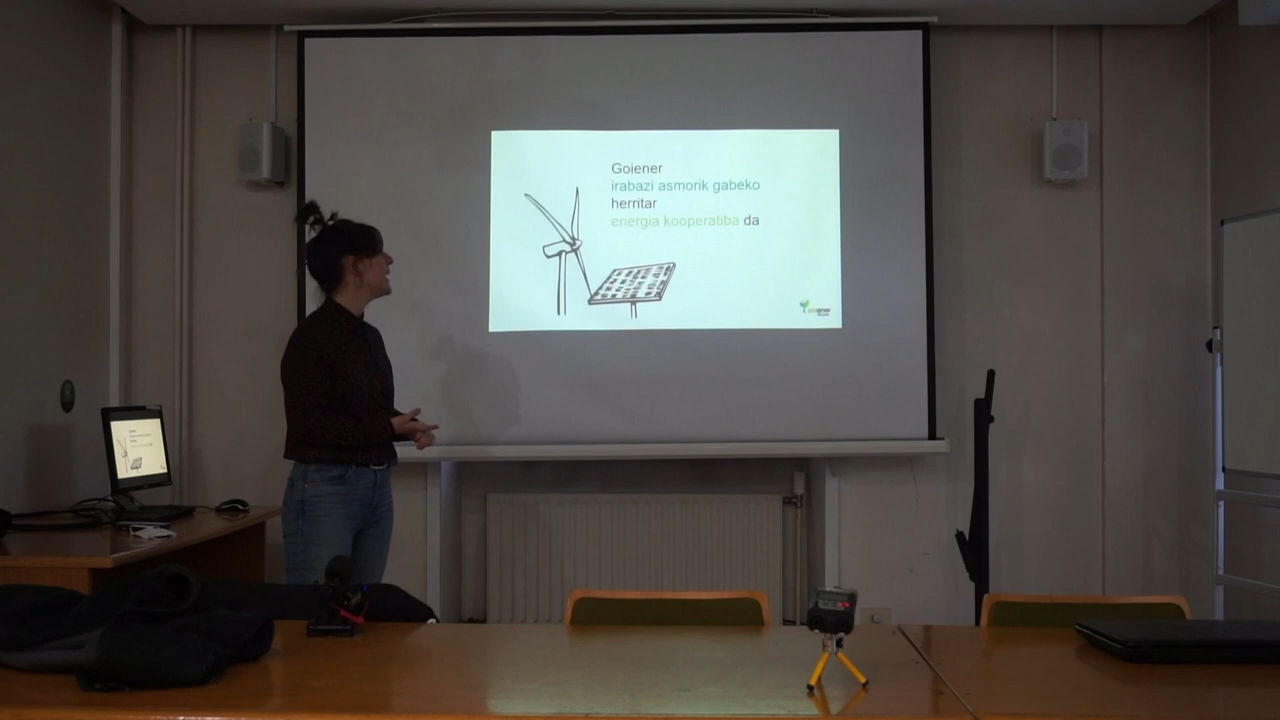 Goiener
irabazi asmorik gabeko
herritar
energia kooperatiba da